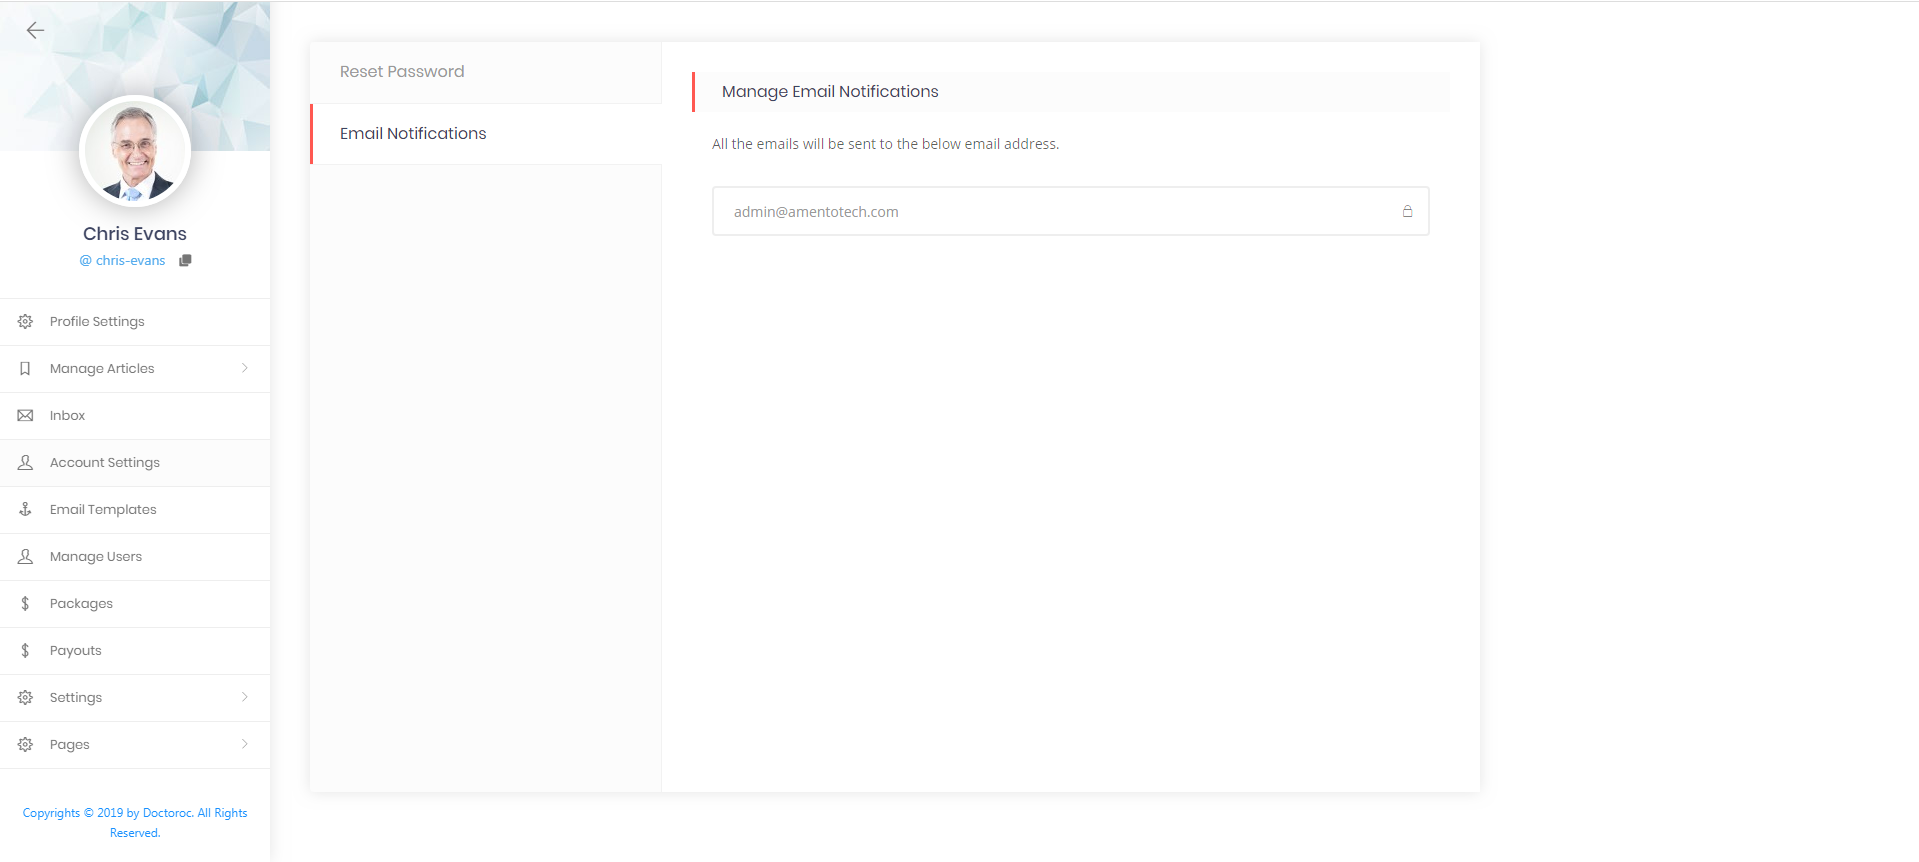 Chris Evans
@ chris-evans
Profile Settings
Manage Articles
Inbox
Account Settings
Email Templates
Manage Users
Packages
Payouts
Settings
Pages
Copyrights © 2019 by Doctoroc. All Rights
Reserved.
Reset Password
Email Notifications
Manage Email Notifications
All the emails will be sent to the below email address.
admin@amentotech.com